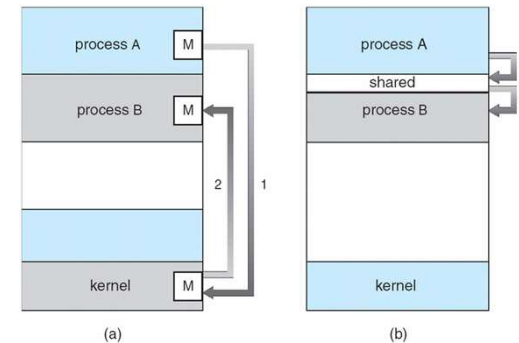 process A
M
process B
M
2
1
kernel
M
(a)
process A
shared
process B
kernel
(b)